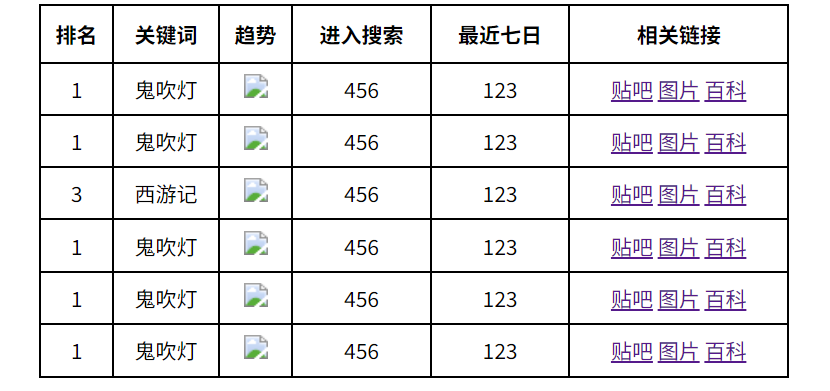 排名 关键词 趋势 进入搜索 最近七日 相关链接
1 鬼吹灯 456 123 贴吧 图片 百科
1 鬼吹灯 456 123 贴吧 图片 百科
3 西游记 456 123 贴吧 图片 百科
1 鬼吹灯 456 123 贴吧 图片 百科
1 鬼吹灯 456 123 贴吧 图片 百科
1 鬼吹灯 456 123 贴吧 图片 百科